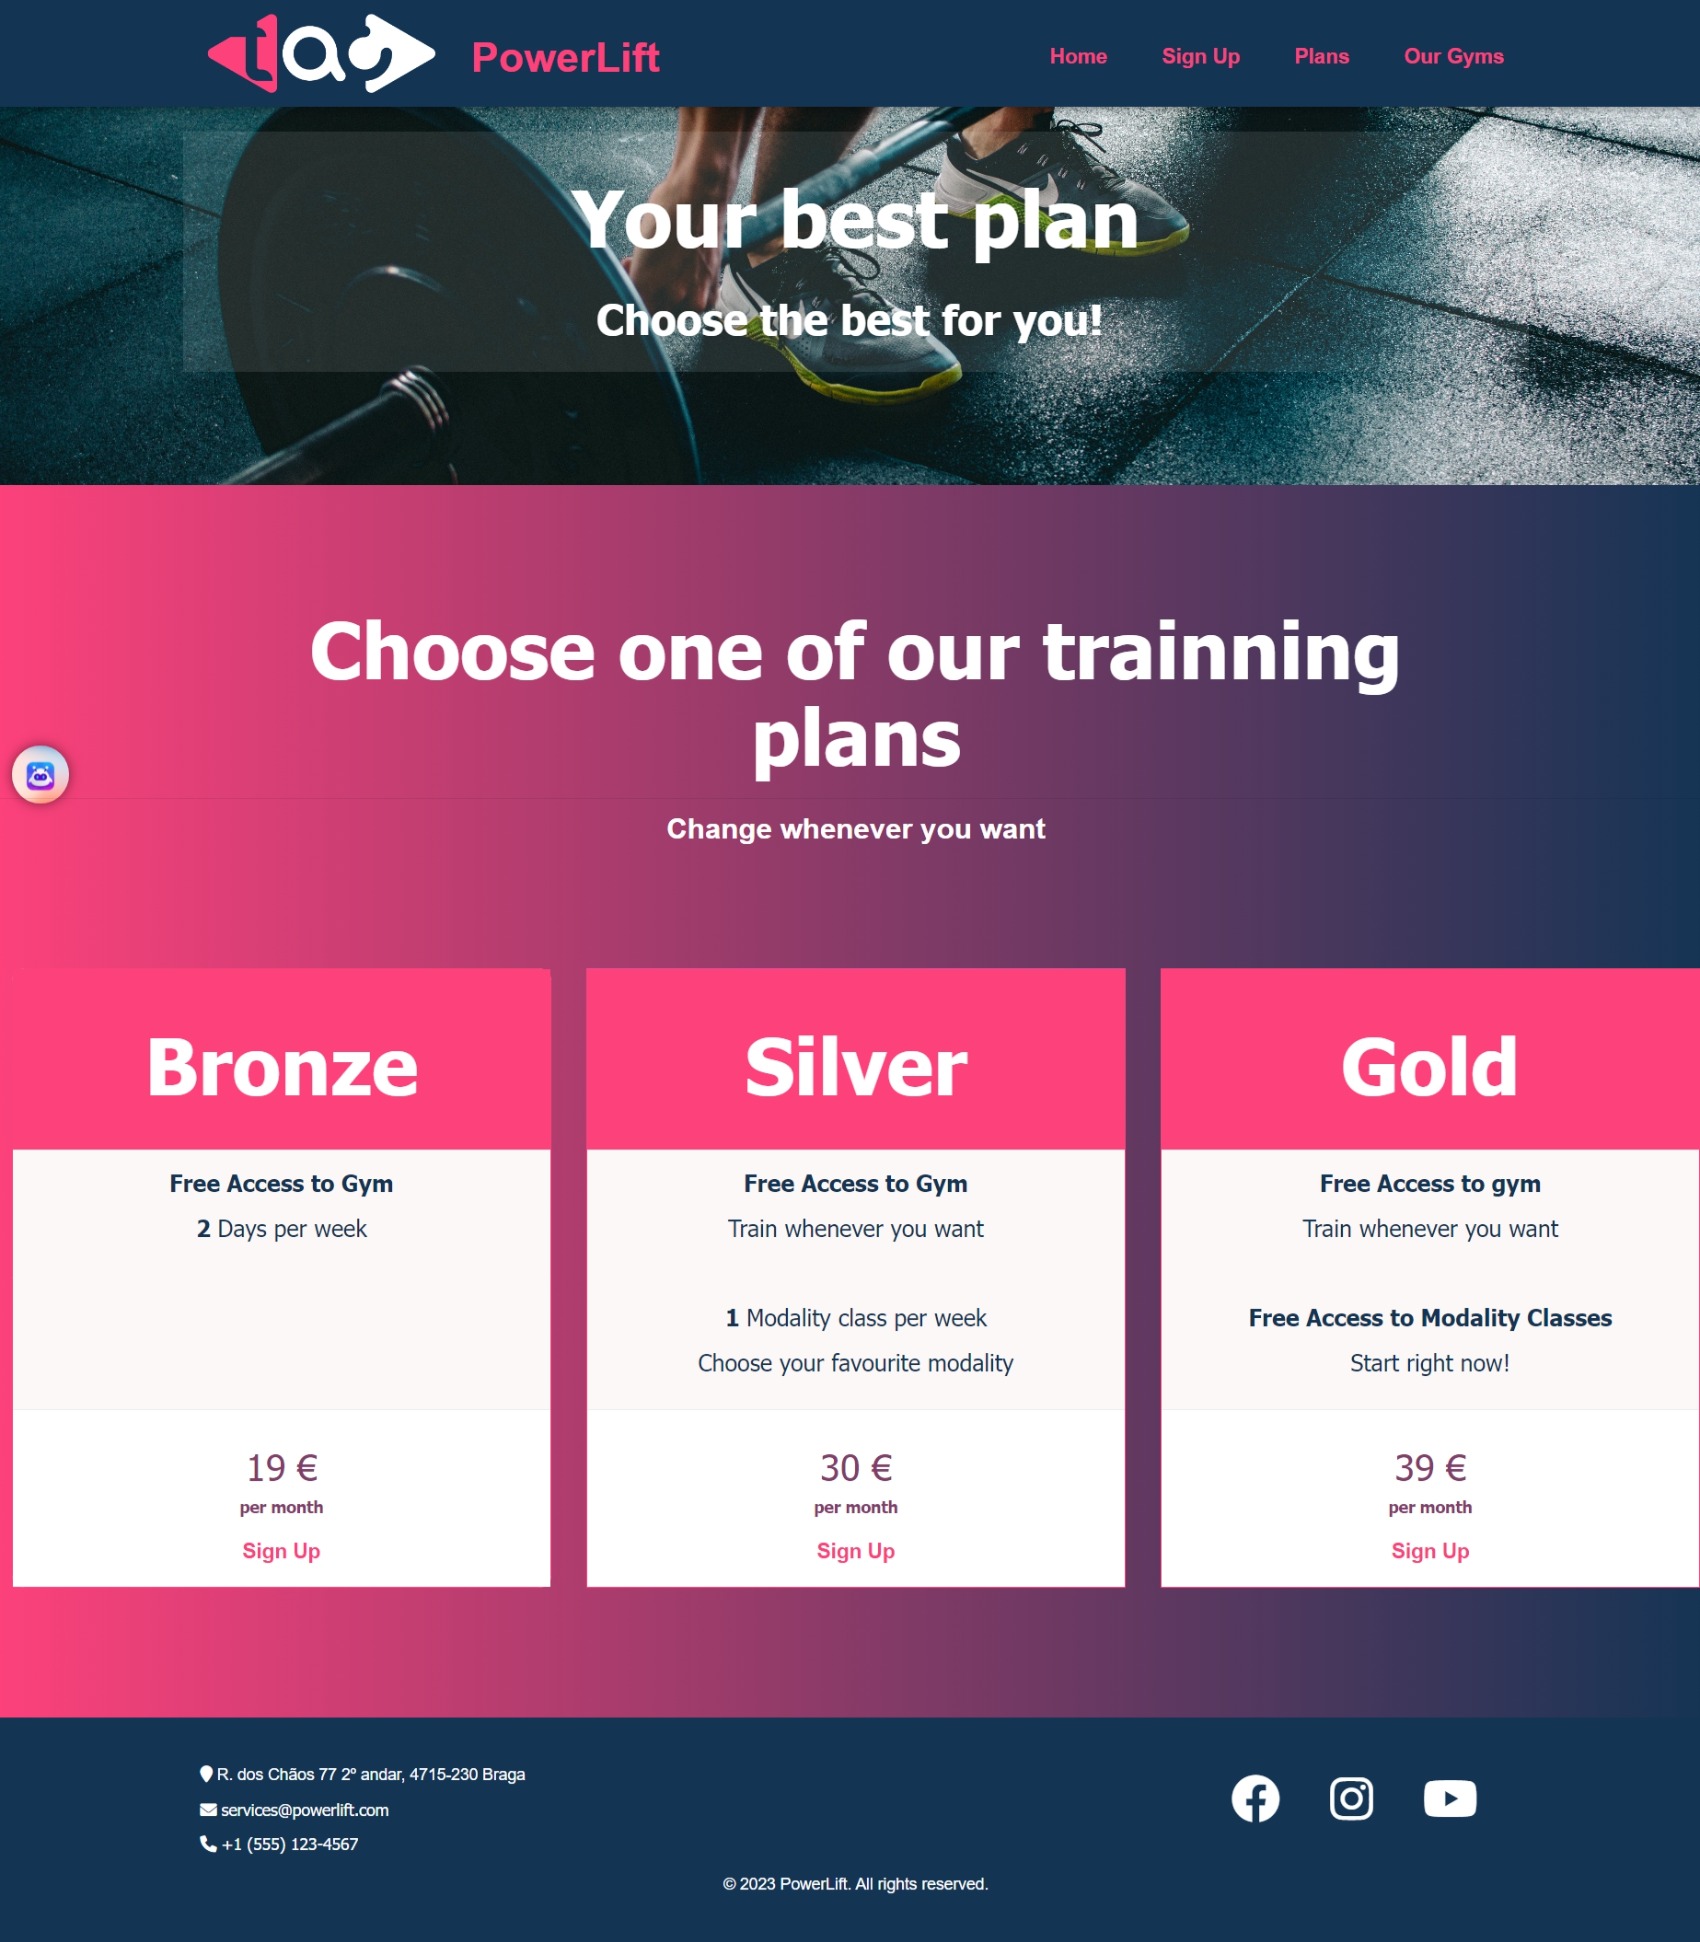 tas PowerLift Home Sign Up Plans Our Gyms
Your best plan
Choose the best for you!
Choose one of our trainning
plans
Change whenever you want
Bronze
Free Access to Gym
2 Days per week
19 €
per month
Sign Up
Silver
Free Access to Gym
Train whenever you want
1 Modality class per week
Choose your favourite modality
30 €
per month
Sign Up
Gold
Free Access to gym
Train whenever you want
Free Access to Modality Classes
Start right now!
39 €
per month
Sign Up
R. dos Chãos 77 2º andar, 4715-230 Braga
services@powerlift.com
+1 (555) 123-4567
© 2023 PowerLift. All rights reserved.